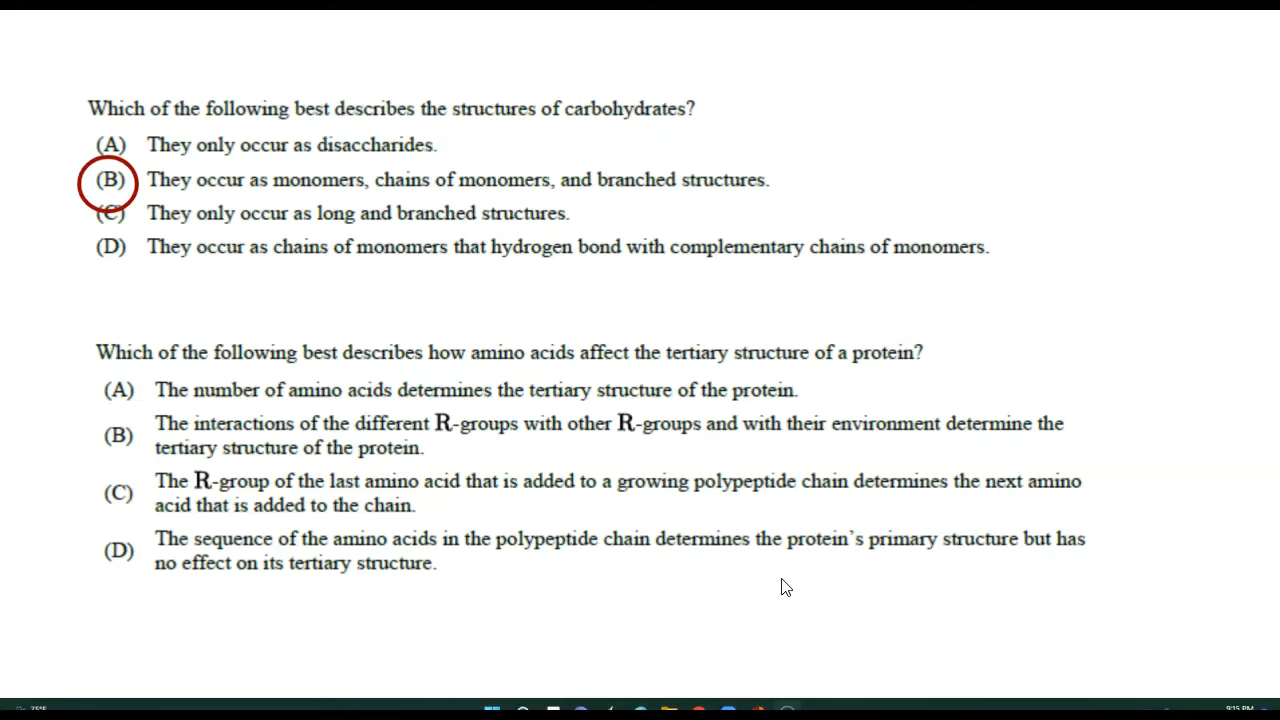 Which of the following best describes the structures of carbohydrates?
(A) They only occur as disaccharides.
(B) They occur as monomers, chains of monomers, and branched structures.
(C) They only occur as long and branched structures.
(D) They occur as chains of monomers that hydrogen bond with complementary chains of monomers.
Which of the following best describes how amino acids affect the tertiary structure of a protein?
(A) The number of amino acids determines the tertiary structure of the protein.
(B) The interactions of the different R-groups with other R-groups and with their environment determine the
tertiary structure of the protein.
(C) The R-group of the last amino acid that is added to a growing polypeptide chain determines the next amino
acid that is added to the chain.
(D) The sequence of the amino acids in the polypeptide chain determines the protein's primary structure but has
no effect on its tertiary structure.
75°F
9:15 PM